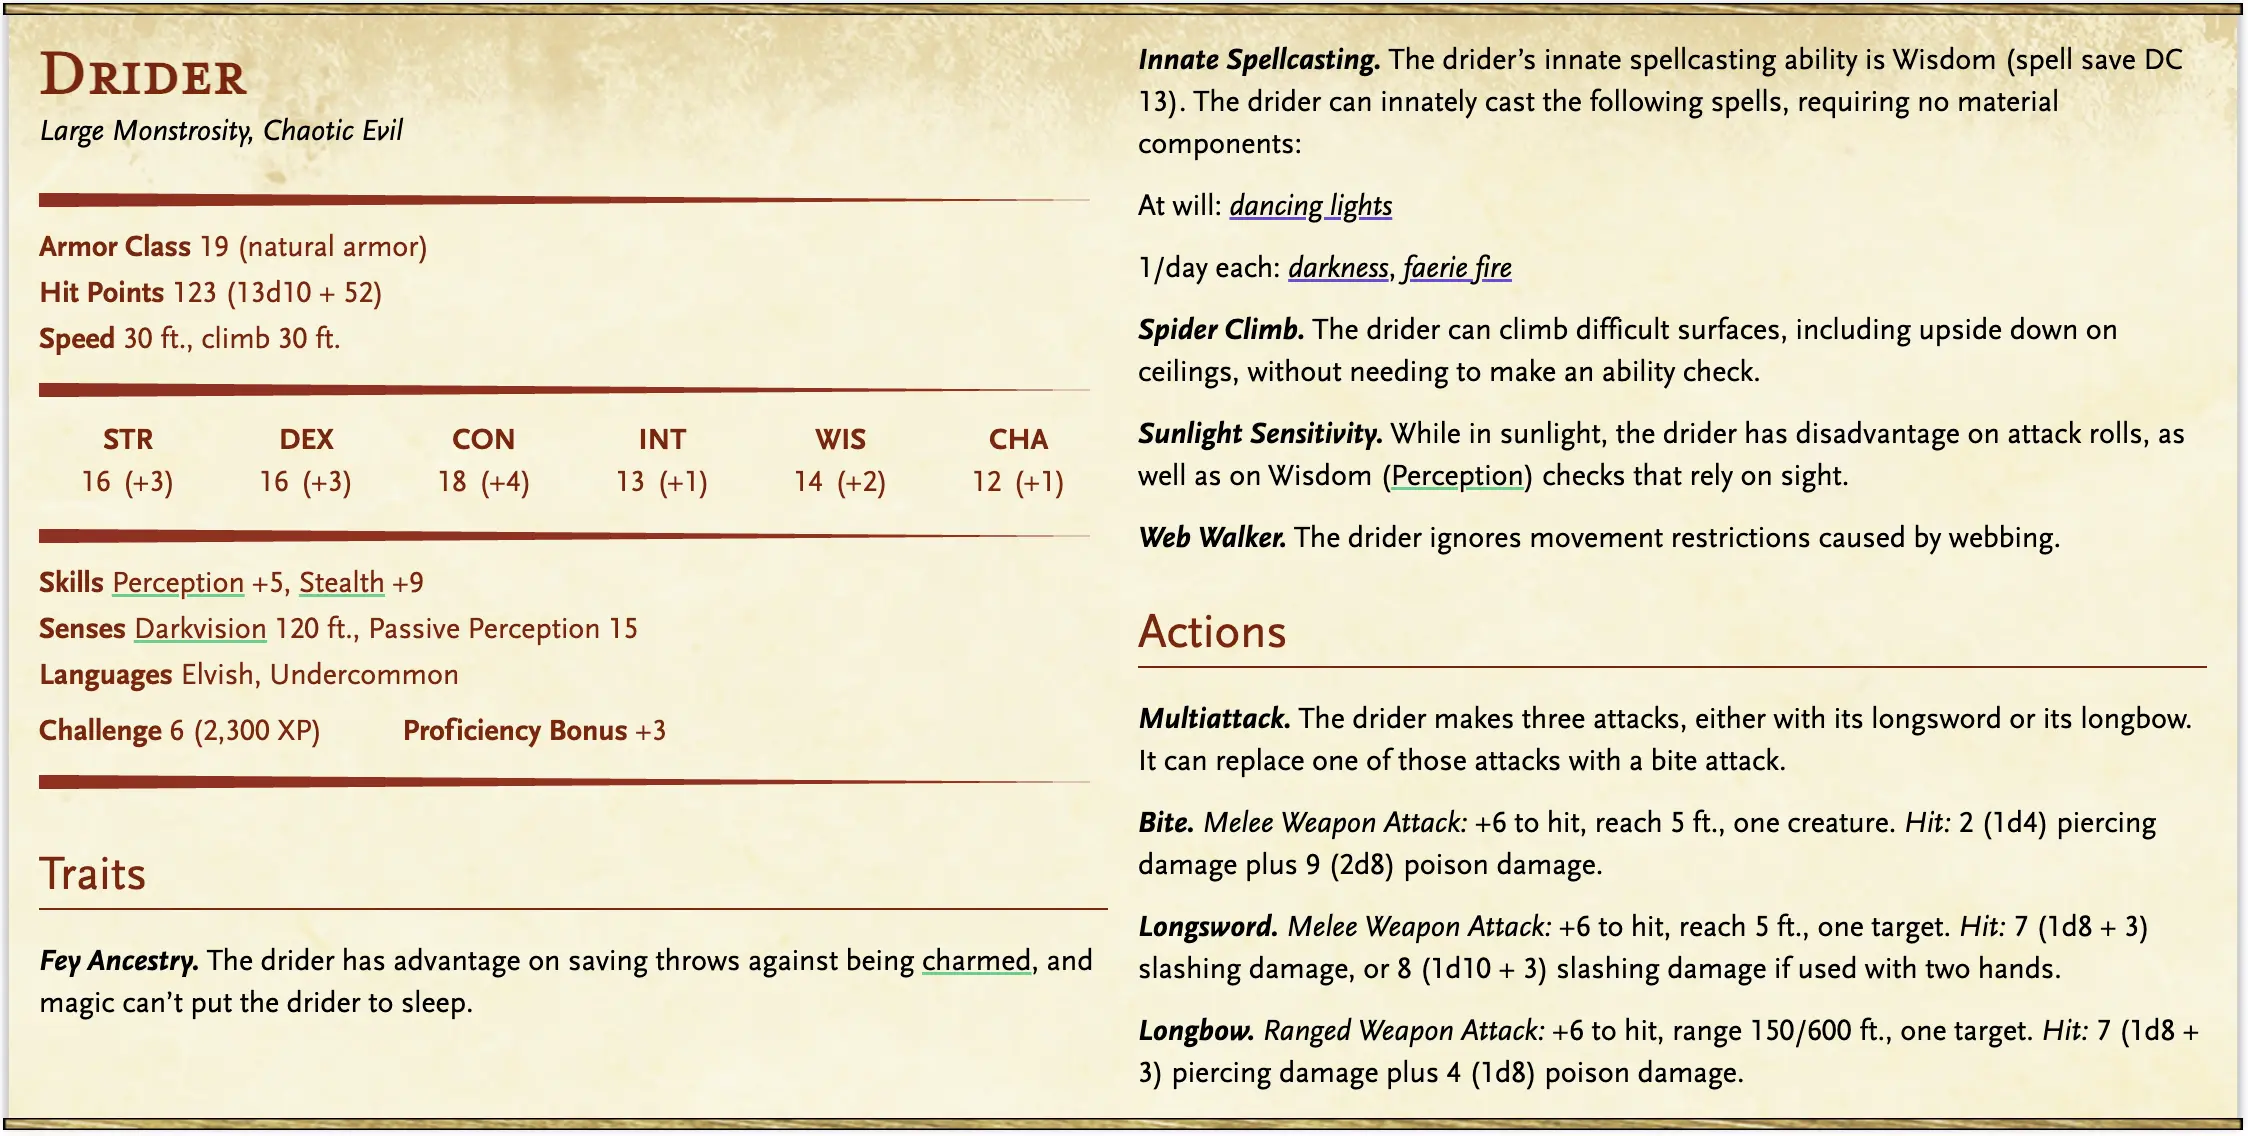 DRIDER
Large Monstrosity, Chaotic Evil
Armor Class 19 (natural armor)
Hit Points 123 (13d10 + 52)
Speed 30 ft., climb 30 ft.
STR DEX CON INT WIS CHA
16 (+3) 16 (+3) 18 (+4) 13 (+1) 14 (+2) 12 (+1)
Skills Perception +5, Stealth +9
Senses Darkvision 120 ft., Passive Perception 15
Languages Elvish, Undercommon
Challenge 6 (2,300 XP) Proficiency Bonus +3
Traits
Fey Ancestry. The drider has advantage on saving throws against being charmed, and
magic can’t put the drider to sleep.
Innate Spellcasting. The drider’s innate spellcasting ability is Wisdom (spell save DC
13). The drider can innately cast the following spells, requiring no material
components:
At will: dancing lights
1/day each: darkness, faerie fire
Spider Climb. The drider can climb difficult surfaces, including upside down on
ceilings, without needing to make an ability check.
Sunlight Sensitivity. While in sunlight, the drider has disadvantage on attack rolls, as
well as on Wisdom (Perception) checks that rely on sight.
Web Walker. The drider ignores movement restrictions caused by webbing.
Actions
Multiattack. The drider makes three attacks, either with its longsword or its longbow.
It can replace one of those attacks with a bite attack.
Bite. Melee Weapon Attack: +6 to hit, reach 5 ft., one creature. Hit: 2 (1d4) piercing
damage plus 9 (2d8) poison damage.
Longsword. Melee Weapon Attack: +6 to hit, reach 5 ft., one target. Hit: 7 (1d8 + 3)
slashing damage, or 8 (1d10 + 3) slashing damage if used with two hands.
Longbow. Ranged Weapon Attack: +6 to hit, range 150/600 ft., one target. Hit: 7 (1d8 +
3) piercing damage plus 4 (1d8) poison damage.